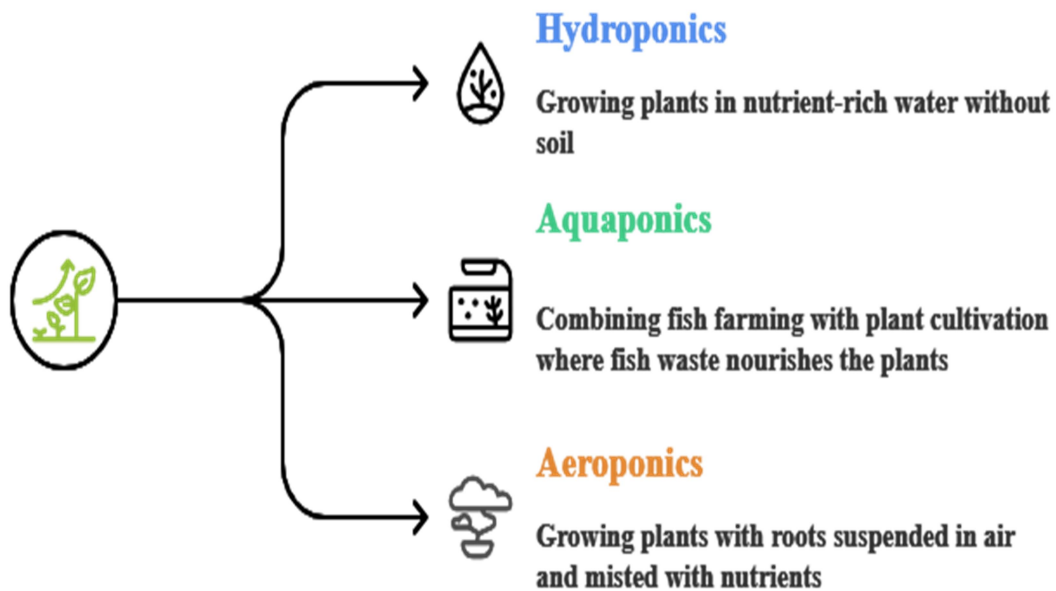 Hydroponics
Growing plants in nutrient-rich water without
soil
Aquaponics
Combining fish farming with plant cultivation
where fish waste nourishes the plants
Aeroponics
Growing plants with roots suspended in air
and misted with nutrients